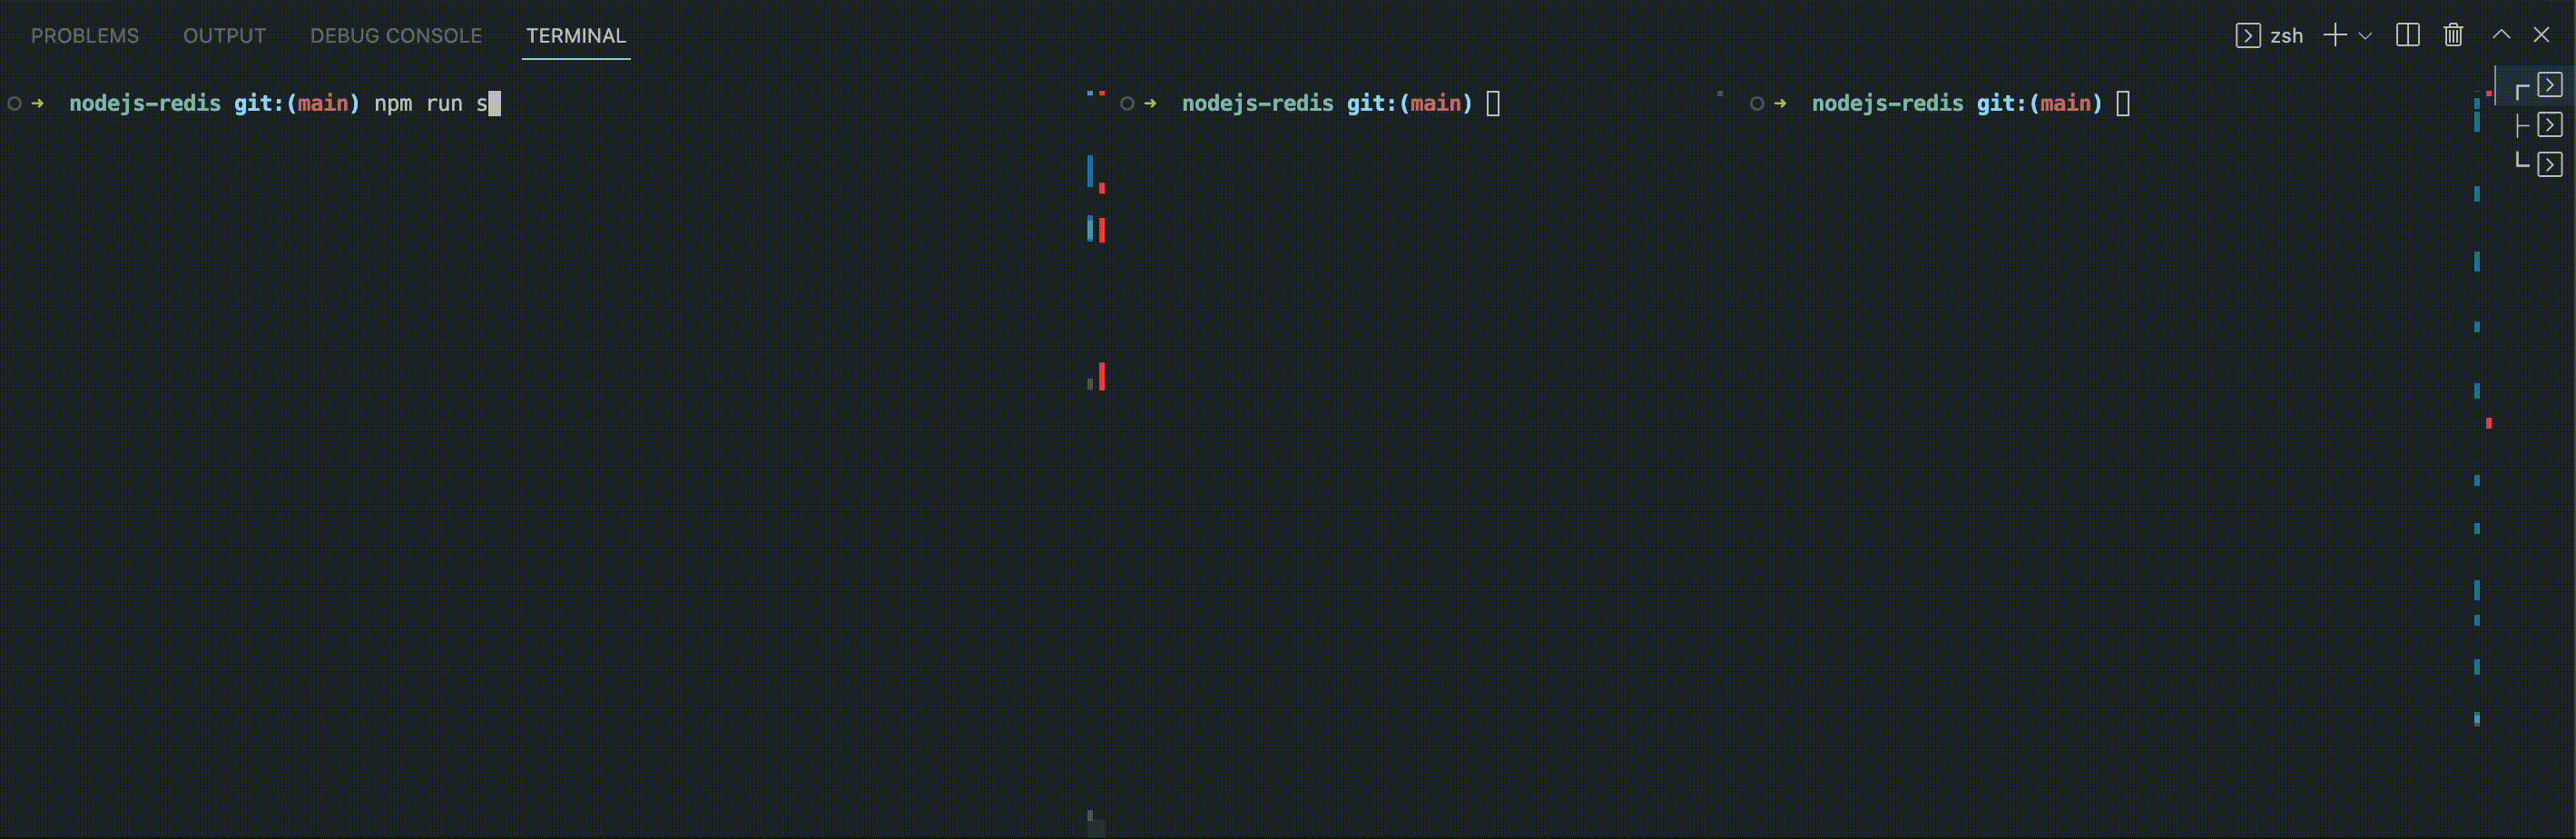 PROBLEMS OUTPUT DEBUG CONSOLE TERMINAL zsh
➜ nodejs-redis git:(main) npm run s
➜ nodejs-redis git:(main)
➜ nodejs-redis git:(main)